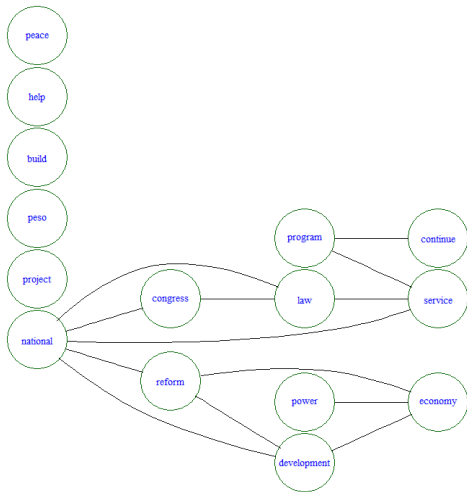 peace
help
build
peso
program
continue
project
congress
law
service
national
reform
power
economy
development